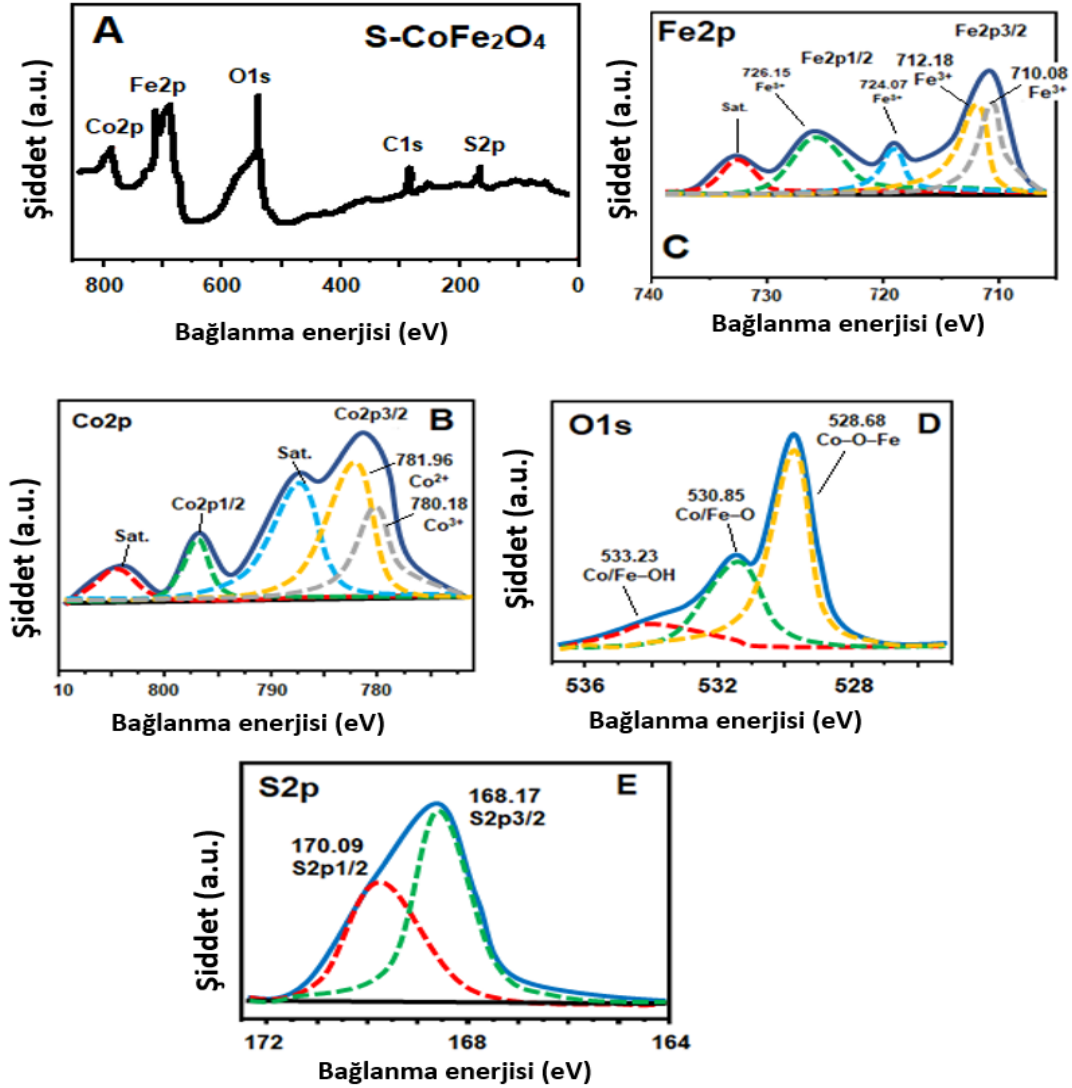 A
S-CoFe₂O₄
Co2p
Fe2p
O1s
C1s
S2p
800
600
400
200
0
Şiddet (a.u.)
Bağlanma enerjisi (eV)
Fe2p
Fe2p3/2
Fe2p1/2
712.18
Fe³⁺
710.08
Fe³⁺
726.15
Fe³⁺
724.07
Fe³⁺
Sat.
C
740
730
720
710
Şiddet (a.u.)
Bağlanma enerjisi (eV)
Co2p
Co2p3/2
B
Sat.
781.96
Co²⁺
780.18
Co³⁺
Co2p1/2
Sat.
10
800
790
780
Şiddet (a.u.)
Bağlanma enerjisi (eV)
O1s
D
528.68
Co–O–Fe
530.85
Co/Fe–O
533.23
Co/Fe–OH
536
532
528
Şiddet (a.u.)
Bağlanma enerjisi (eV)
S2p
E
168.17
S2p3/2
170.09
S2p1/2
172
168
164
Şiddet (a.u.)
Bağlanma enerjisi (eV)